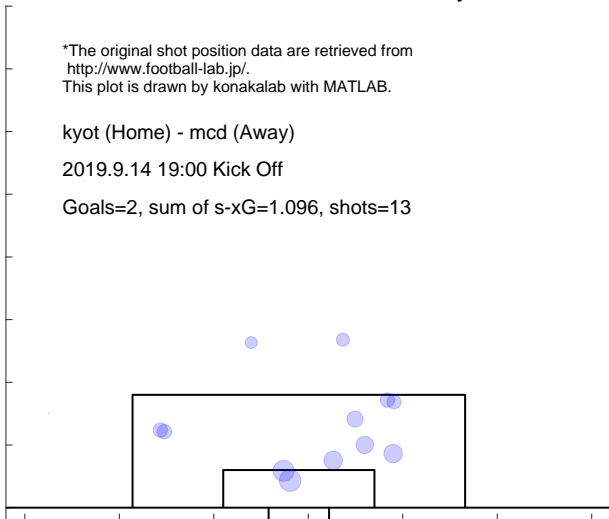 *The original shot position data are retrieved from
http://www.football-lab.jp/.
This plot is drawn by konakalab with MATLAB.
kyot (Home) - mcd (Away)
2019.9.14 19:00 Kick Off
Goals=2, sum of s-xG=1.096, shots=13